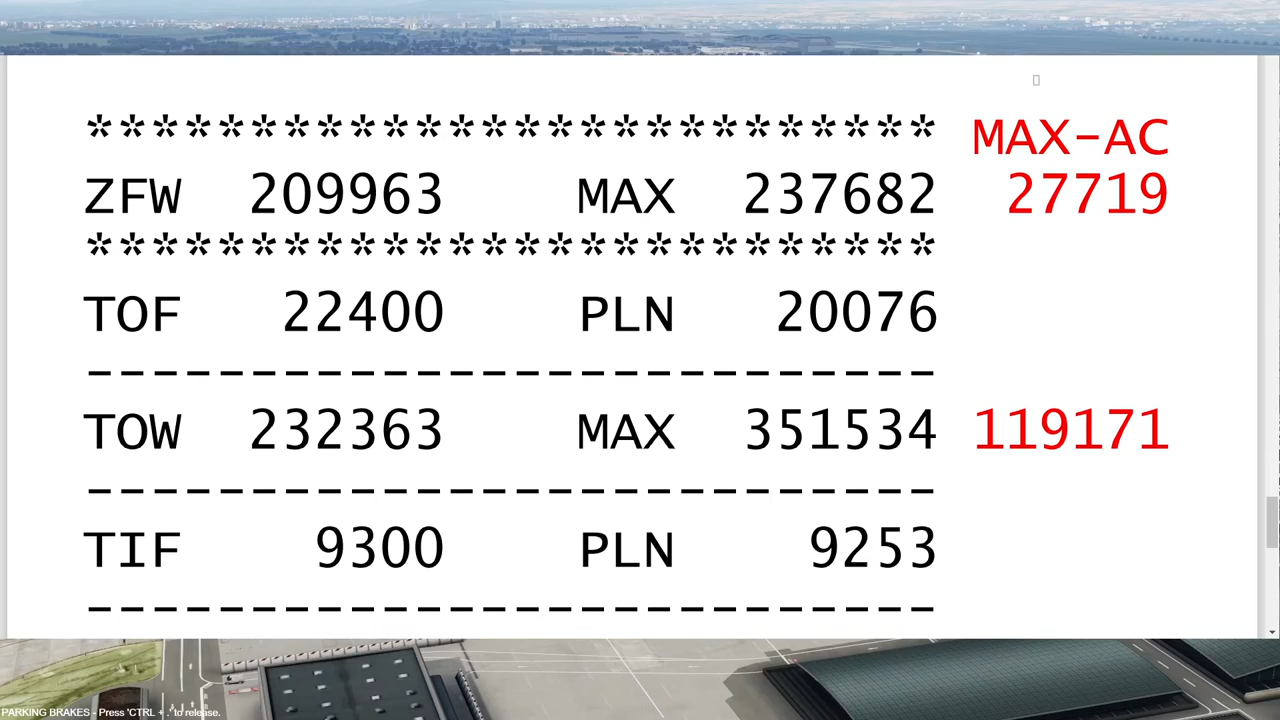 ************************** MAX-AC
ZFW 209963 MAX 237682 27719
**************************
TOF 22400 PLN 20076
--------------------------
TOW 232363 MAX 351534 119171
--------------------------
TIF 9300 PLN 9253
--------------------------
PARKING BRAKES - Press 'CTRL + .' to release.